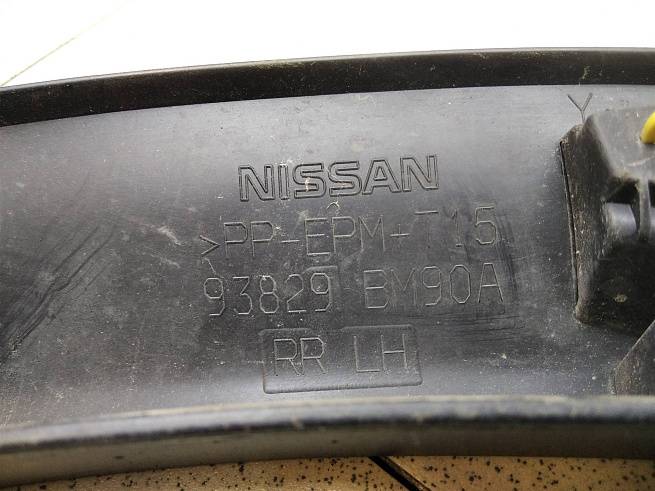 NISSAN
>PP-EPM+T15
93829 BM90A
RR LH
Y